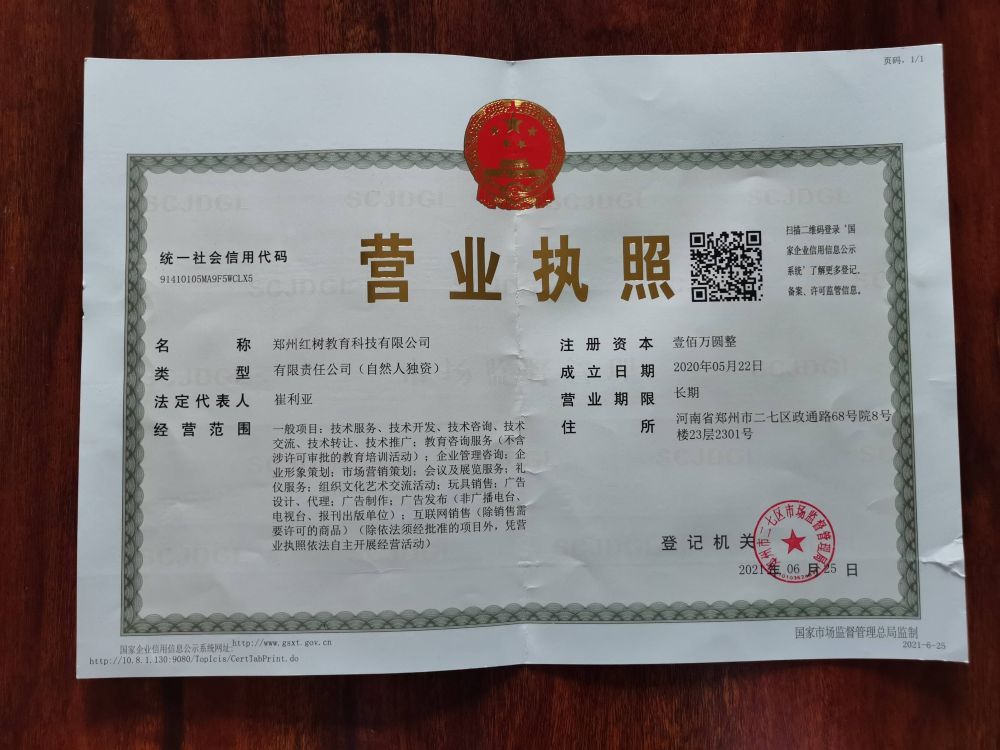 页码：1/1
统一社会信用代码
91410105MA9F5WCLX5
营业执照
扫描二维码登录“国
家企业信用信息公示
系统”了解更多登记、
备案、许可监管信息。
名称 郑州红树教育科技有限公司
类型 有限责任公司（自然人独资）
法定代表人 崔利亚
经营范围 一般项目：技术服务、技术开发、技术咨询、技术
交流、技术转让、技术推广；教育咨询服务（不含
涉许可审批的教育培训活动）；企业管理咨询；企
业形象策划；市场营销策划；会议及展览服务；礼
仪服务；组织文化艺术交流活动；玩具销售；广告
设计、代理；广告制作；广告发布（非广播电台、
电视台、报刊出版单位）；互联网销售（除销售需
要许可的商品）（除依法须经批准的项目外，凭营
业执照依法自主开展经营活动）
注册资本 壹佰万圆整
成立日期 2020年05月22日
营业期限 长期
住所 河南省郑州市二七区政通路68号院8号
楼23层2301号
登记机关
郑州市二七区市场监督管理局
2021年 06 月 25 日
国家企业信用信息公示系统网址：http://www.gsxt.gov.cn
http://10.8.1.130:9080/TopIcis/CertTabPrint.do
国家市场监督管理总局监制
2021-6-25
SCJDGL